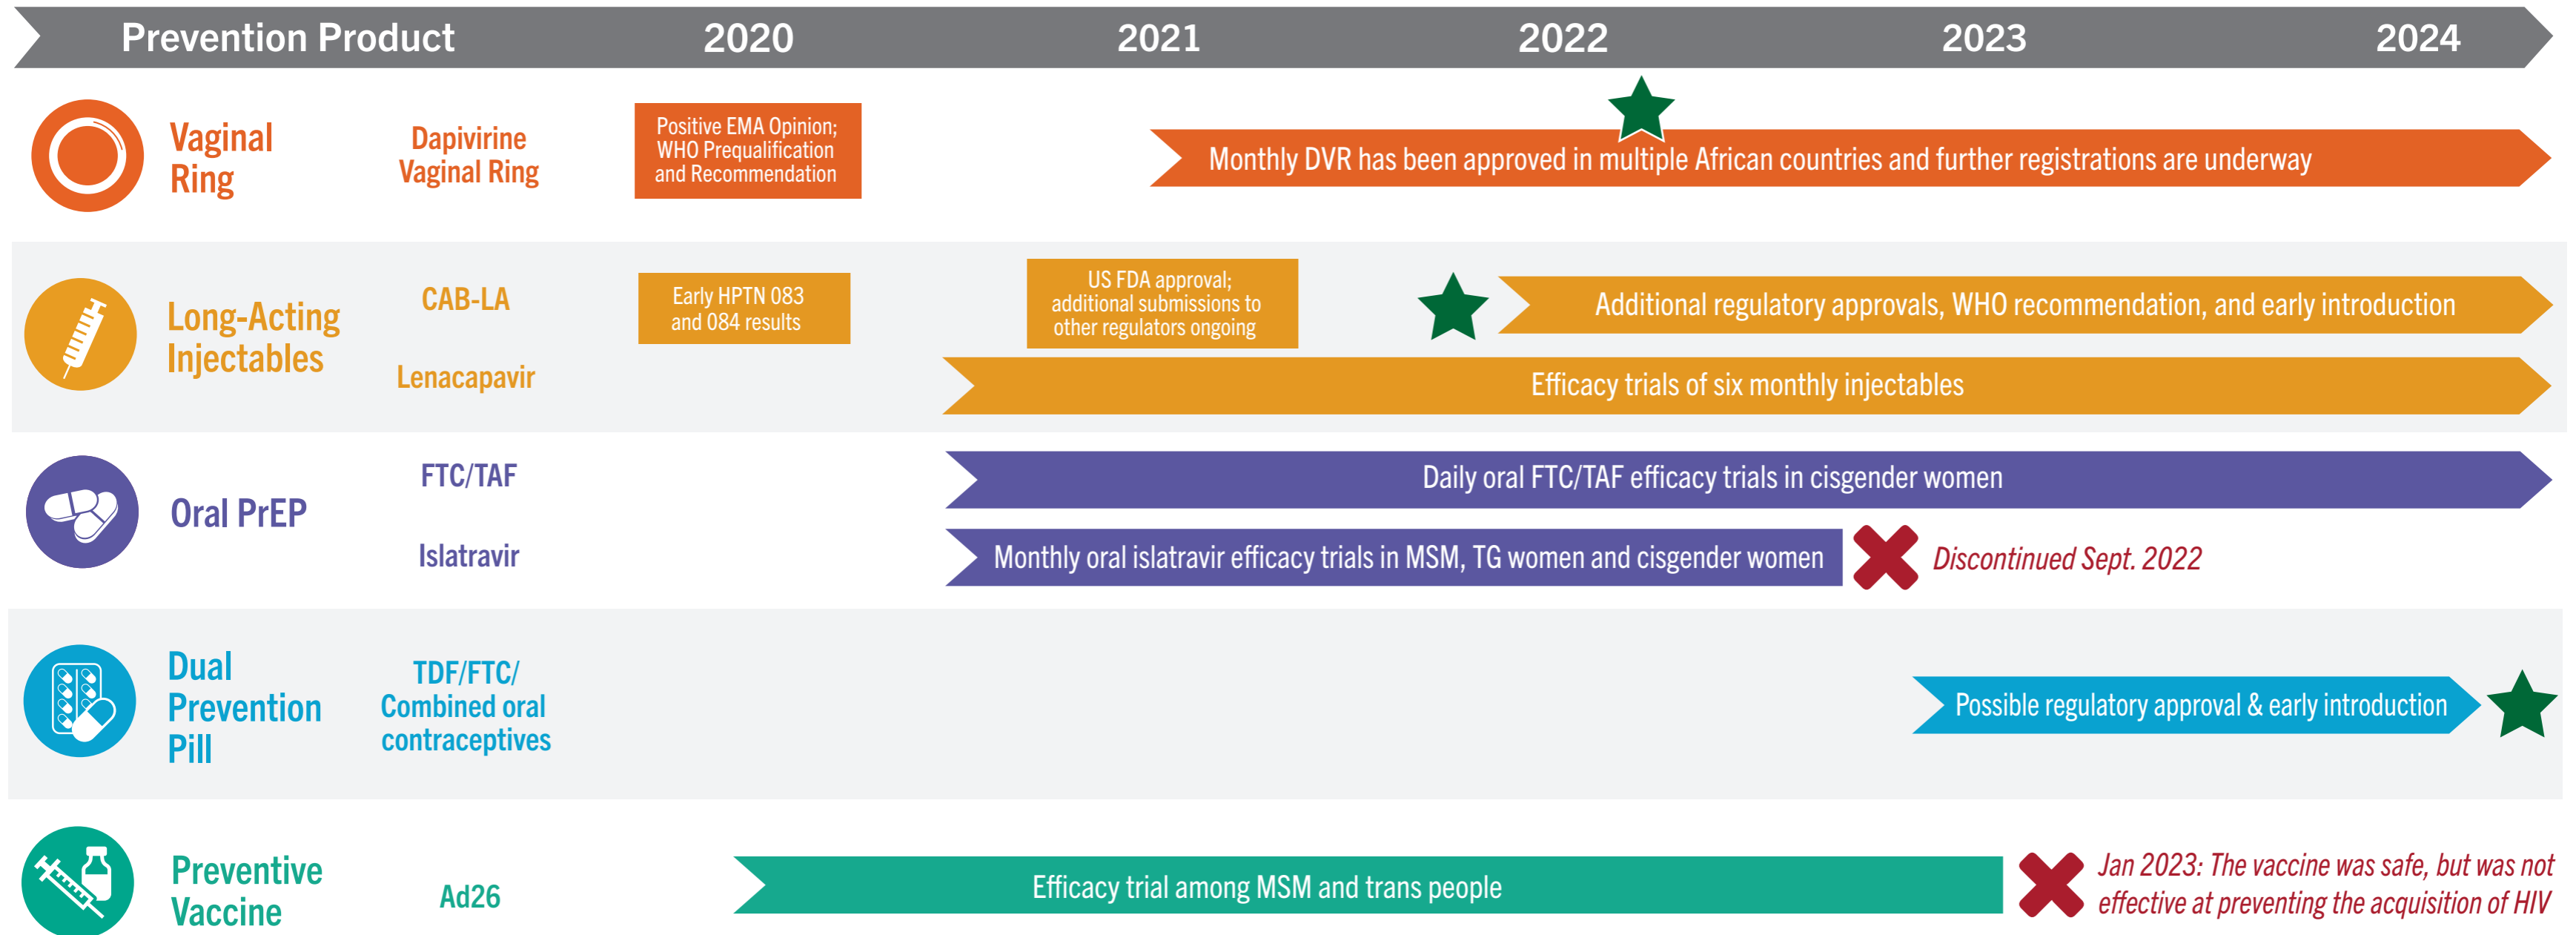 Prevention Product 2020 2021 2022 2023 2024
Vaginal
Ring
Dapivirine
Vaginal Ring
Positive EMA Opinion;
WHO Prequalification
and Recommendation
Monthly DVR has been approved in multiple African countries and further registrations are underway
Long-Acting
Injectables
CAB-LA
Early HPTN 083
and 084 results
US FDA approval;
additional submissions to
other regulators ongoing
Additional regulatory approvals, WHO recommendation, and early introduction
Lenacapavir
Efficacy trials of six monthly injectables
Oral PrEP
FTC/TAF
Daily oral FTC/TAF efficacy trials in cisgender women
Islatravir
Monthly oral islatravir efficacy trials in MSM, TG women and cisgender women
Discontinued Sept. 2022
Dual
Prevention
Pill
TDF/FTC/
Combined oral
contraceptives
Possible regulatory approval & early introduction
Preventive
Vaccine
Ad26
Efficacy trial among MSM and trans people
Jan 2023: The vaccine was safe, but was not
effective at preventing the acquisition of HIV